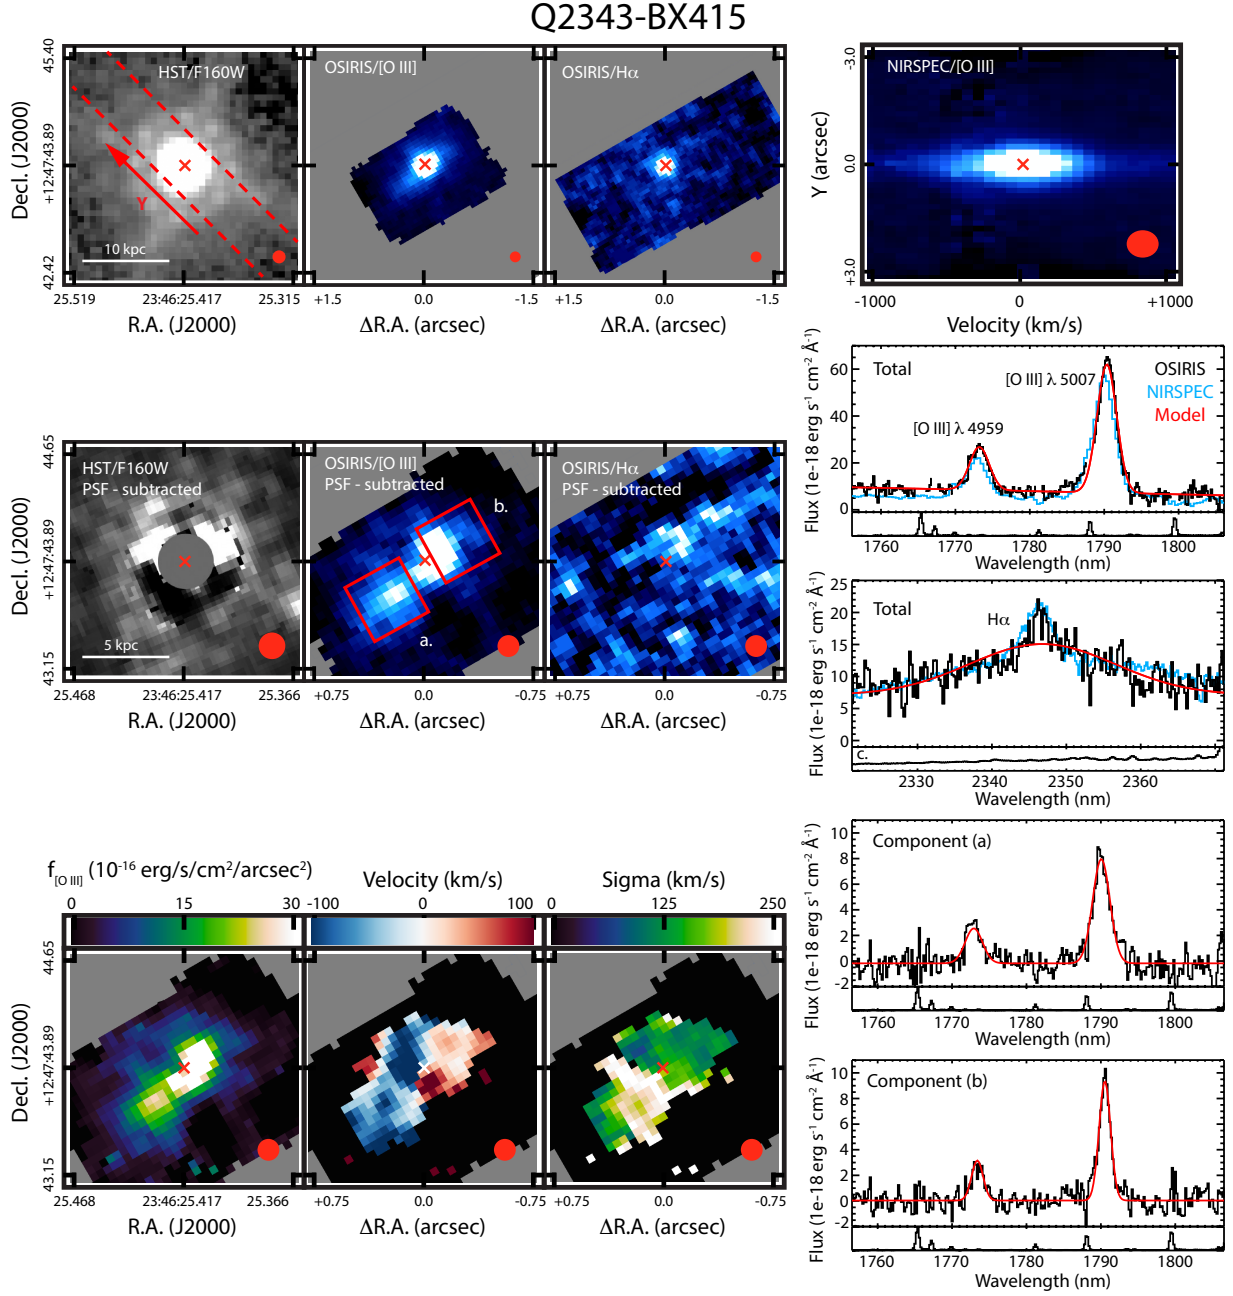 Q2343-BX415
HST/F160W
OSIRIS/[O III]
OSIRIS/Hα
NIRSPEC/[O III]
Decl. (J2000)
45.40
+12:47:43.89
42.42
Y
10 kpc
25.519
23:46:25.417
25.315
R.A. (J2000)
+1.5
0.0
-1.5
ΔR.A. (arcsec)
+1.5
0.0
-1.5
ΔR.A. (arcsec)
Y (arcsec)
-3.0
0.0
+3.0
-1000
0
+1000
Velocity (km/s)
Flux (1e-18 erg s⁻¹ cm⁻² Å⁻¹)
60
40
20
0
Total
[O III] λ 4959
[O III] λ 5007
OSIRIS
NIRSPEC
Model
1760
1770
1780
1790
1800
Wavelength (nm)
HST/F160W
PSF - subtracted
OSIRIS/[O III]
PSF - subtracted
OSIRIS/Hα
PSF - subtracted
Decl. (J2000)
44.65
+12:47:43.89
43.15
5 kpc
a.
b.
25.468
23:46:25.417
25.366
R.A. (J2000)
+0.75
0.0
-0.75
ΔR.A. (arcsec)
+0.75
0.0
-0.75
ΔR.A. (arcsec)
Flux (1e-18 erg s⁻¹ cm⁻² Å⁻¹)
25
20
15
10
5
0
Total
Hα
c.
2330
2340
2350
2360
Wavelength (nm)
f[O III] (10⁻¹⁶ erg/s/cm²/arcsec²)
0
15
30
Velocity (km/s)
-100
0
100
Sigma (km/s)
0
125
250
Decl. (J2000)
44.65
+12:47:43.89
43.15
25.468
23:46:25.417
25.366
R.A. (J2000)
+0.75
0.0
-0.75
ΔR.A. (arcsec)
+0.75
0.0
-0.75
ΔR.A. (arcsec)
Flux (1e-18 erg s⁻¹ cm⁻² Å⁻¹)
10
8
6
4
2
0
-2
Component (a)
1760
1770
1780
1790
1800
Wavelength (nm)
Flux (1e-18 erg s⁻¹ cm⁻² Å⁻¹)
10
8
6
4
2
0
-2
Component (b)
1760
1770
1780
1790
1800
Wavelength (nm)